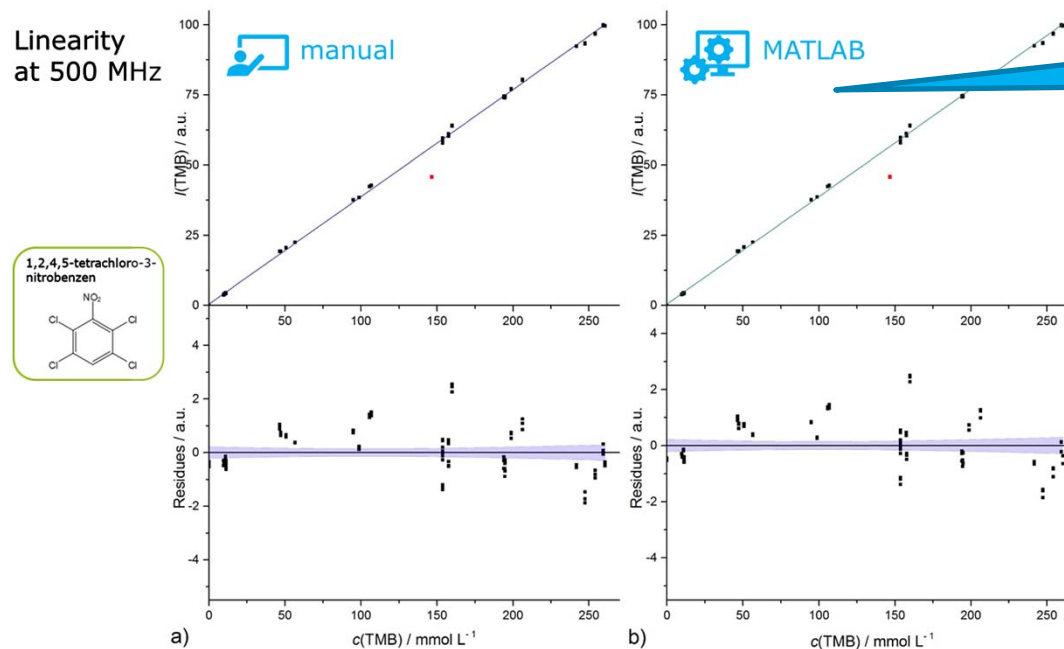 Linearity
at 500 MHz
manual
MATLAB
1,2,4,5-tetrachloro-3-
nitrobenzen
NO2
Cl
Cl
Cl
Cl
I(TMB) / a.u.
100
75
50
25
0
50
100
150
200
250
Residues / a.u.
4
2
0
-2
-4
0
50
100
150
200
250
a)
c(TMB) / mmol L-1
I(TMB) / a.u.
100
75
50
25
0
50
100
150
200
250
Residues / a.u.
4
2
0
-2
-4
0
50
100
150
200
250
b)
c(TMB) / mmol L-1